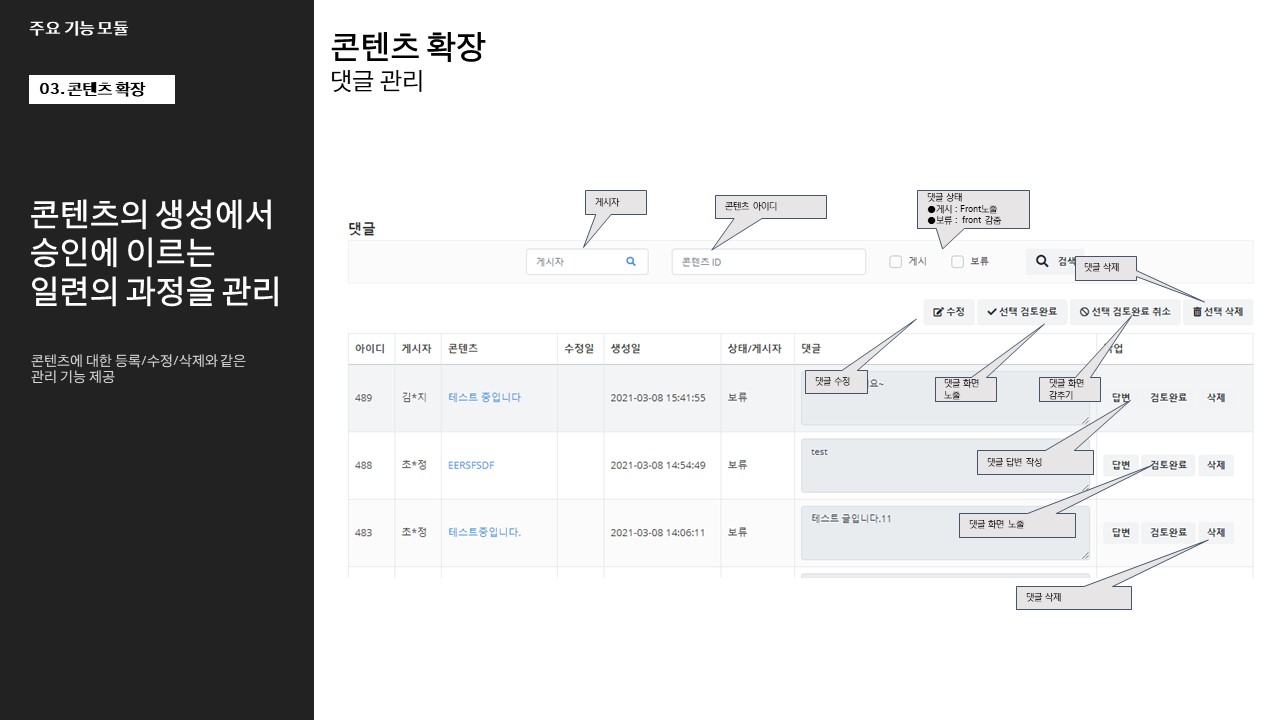 주요 기능 모듈
03. 콘텐츠 확장
콘텐츠의 생성에서
승인에 이르는
일련의 과정을 관리
콘텐츠에 대한 등록/수정/삭제와 같은
관리 기능 제공
콘텐츠 확장
댓글 관리
게시자
콘텐츠 아이디
댓글 상태
●게시 : Front노출
●보류 : front 감춤
댓글
게시자
콘텐츠 ID
게시
보류
검색
댓글 삭제
수정
선택 검토완료
선택 검토완료 취소
선택 삭제
아이디 게시자 콘텐츠 수정일 생성일 상태/게시자 댓글
댓글 수정
댓글 화면
노출
댓글 화면
감추기
489 김*지 테스트 중입니다 2021-03-08 15:41:55 보류 요~ 답변 검토완료 삭제
댓글 답변 작성
488 초*정 EERSFSDF 2021-03-08 14:54:49 보류 test 답변 검토완료 삭제
댓글 화면 노출
483 초*정 테스트중입니다. 2021-03-08 14:06:11 보류 테스트 글입니다.11 답변 검토완료 삭제
댓글 삭제